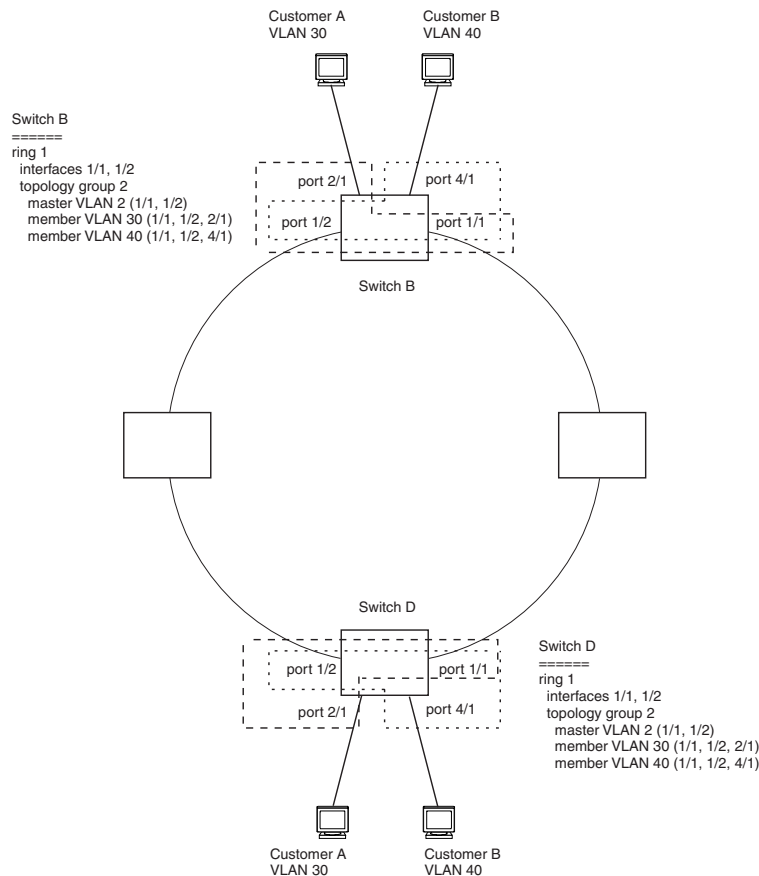 Customer A
VLAN 30
Customer B
VLAN 40
Switch B
======
ring 1
interfaces 1/1, 1/2
topology group 2
master VLAN 2 (1/1, 1/2)
member VLAN 30 (1/1, 1/2, 2/1)
member VLAN 40 (1/1, 1/2, 4/1)
port 2/1
port 4/1
port 1/2
port 1/1
Switch B
Switch D
port 1/2
port 1/1
port 2/1
port 4/1
Switch D
======
ring 1
interfaces 1/1, 1/2
topology group 2
master VLAN 2 (1/1, 1/2)
member VLAN 30 (1/1, 1/2, 2/1)
member VLAN 40 (1/1, 1/2, 4/1)
Customer A
VLAN 30
Customer B
VLAN 40